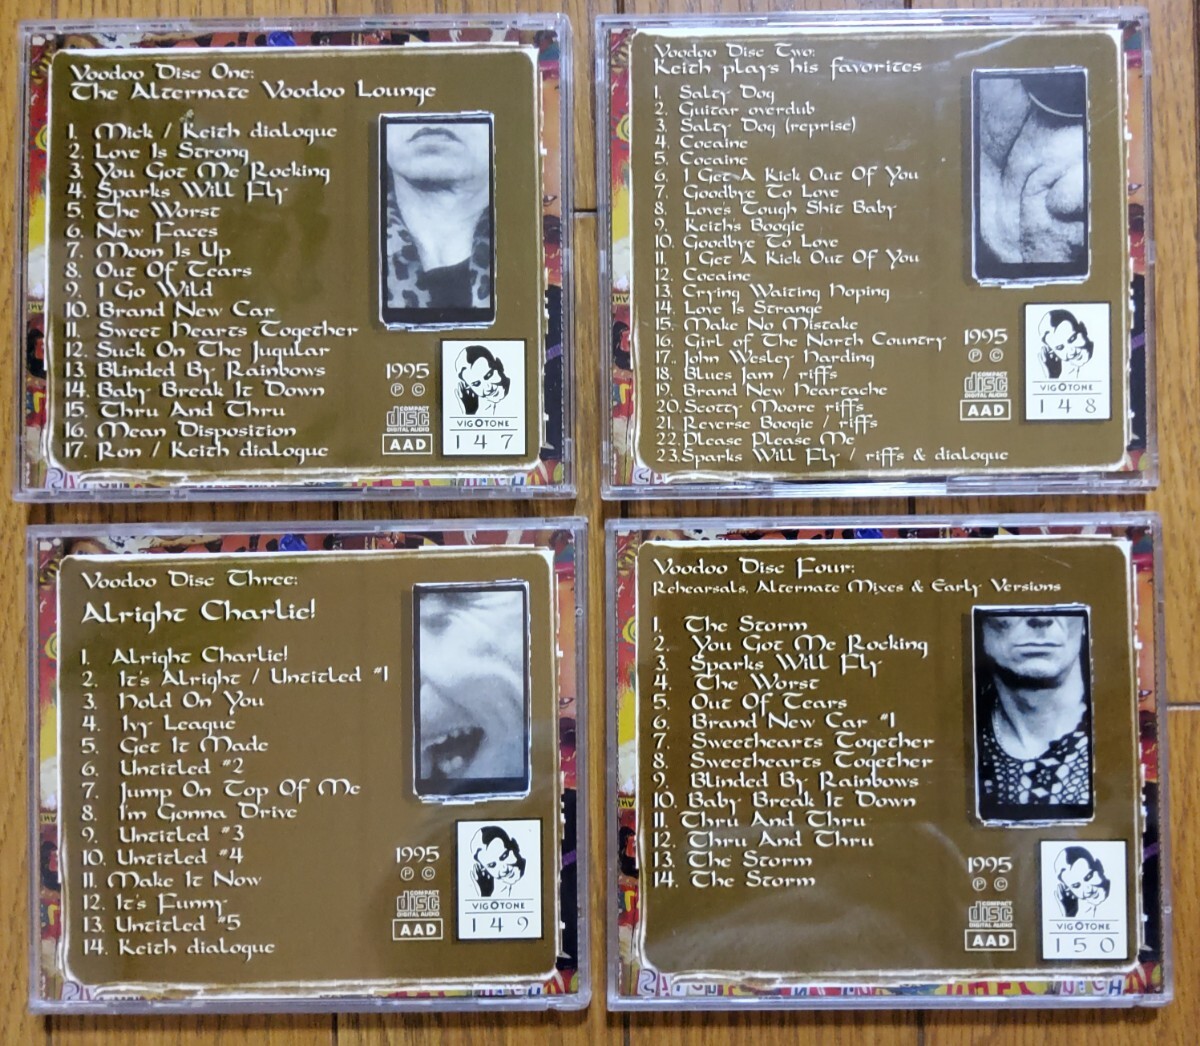 Voodoo Disc One:
The Alternate Voodoo Lounge
1. Mick / Keith dialogue
2. Love Is Strong
3. You Got Me Rocking
4. Sparks Will Fly
5. The Worst
6. New Faces
7. Moon Is Up
8. Out Of Tears
9. I Go Wild
10. Brand New Car
11. Sweet Hearts Together
12. Suck On The Jugular
13. Blinded By Rainbows
14. Baby Break It Down
15. Thru And Thru
16. Mean Disposition
17. Ron / Keith dialogue
1995
Ⓟ Ⓒ
COMPACT
disc
DIGITAL AUDIO
AAD
VIGOTONE
147
Voodoo Disc Two:
Keith plays his favorites
1. Salty Dog
2. Guitar overdub
3. Salty Dog (reprise)
4. Cocaine
5. Cocaine
6. I Get A Kick Out Of You
7. Goodbye To Love
8. Love's Tough Shit Baby
9. Keith's Boogie
10. Goodbye To Love
11. I Get A Kick Out Of You
12. Cocaine
13. Crying Waiting Hoping
14. Love Is Strange
15. Make No Mistake
16. Girl of The North Country
17. John Wesley Harding
18. Blues Jam / riffs
19. Brand New Heartache
20. Scotty Moore riffs
21. Reverse Boogie / riffs
22. Please Please Me
23. Sparks Will Fly / riffs & dialogue
1995
Ⓟ Ⓒ
COMPACT
disc
DIGITAL AUDIO
AAD
VIGOTONE
148
Voodoo Disc Three:
Alright Charlie!
1. Alright Charlie!
2. It's Alright / Untitled #1
3. Hold On You
4. Ivy League
5. Get It Made
6. Untitled #2
7. Jump On Top Of Me
8. I'm Gonna Drive
9. Untitled #3
10. Untitled #4
11. Make It Now
12. It's Funny
13. Untitled #5
14. Keith dialogue
1995
Ⓟ Ⓒ
COMPACT
disc
DIGITAL AUDIO
AAD
VIGOTONE
149
Voodoo Disc Four:
Rehearsals, Alternate Mixes & Early Versions
1. The Storm
2. You Got Me Rocking
3. Sparks Will Fly
4. The Worst
5. Out Of Tears
6. Brand New Car #1
7. Sweethearts Together
8. Sweethearts Together
9. Blinded By Rainbows
10. Baby Break It Down
11. Thru And Thru
12. Thru And Thru
13. The Storm
14. The Storm
1995
Ⓟ Ⓒ
COMPACT
disc
DIGITAL AUDIO
AAD
VIGOTONE
150